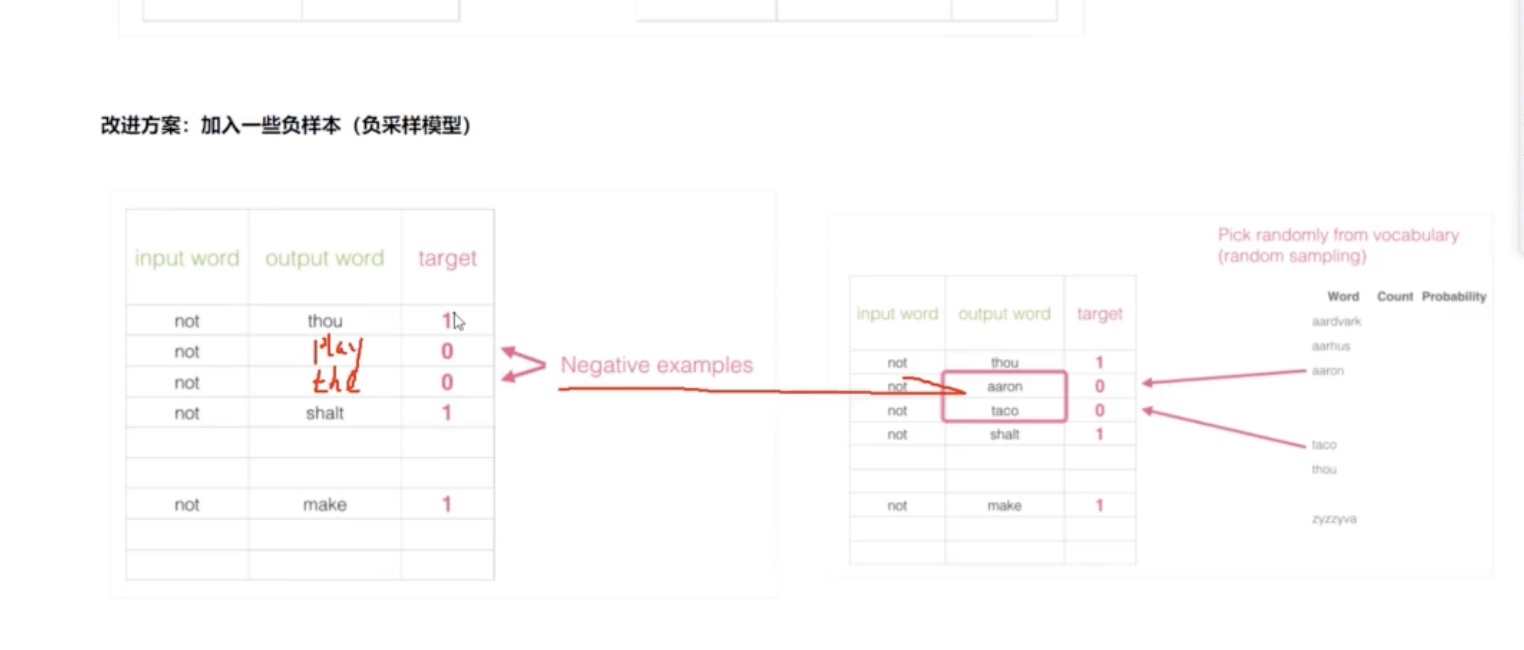 改进方案：加入一些负样本（负采样模型）
input word output word target
not thou 1
not play 0
not the 0
not shalt 1
not make 1
Negative examples
input word output word target
not thou 1
not aaron 0
not taco 0
not shalt 1
not make 1
Pick randomly from vocabulary
(random sampling)
Word Count Probability
aardvark
aarhus
aaron
taco
thou
zyzzyva